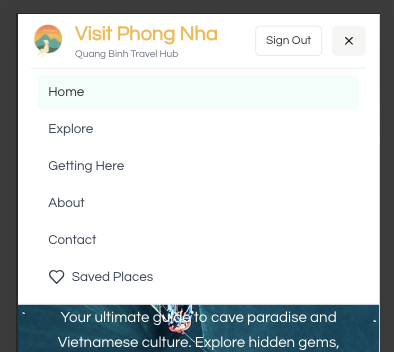 Visit Phong Nha
Quang Binh Travel Hub
Sign Out
Home
Explore
Getting Here
About
Contact
Saved Places
Your ultimate guide to cave paradise and
Vietnamese culture. Explore hidden gems,